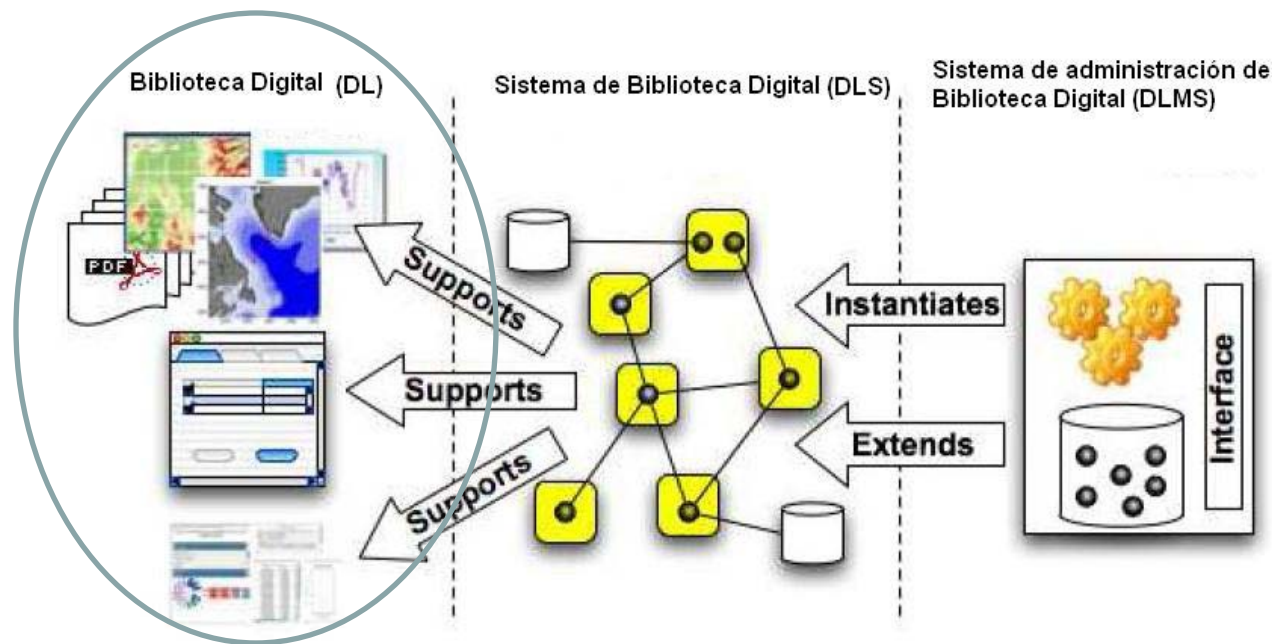 Biblioteca Digital (DL)
Sistema de Biblioteca Digital (DLS)
Sistema de administración de
Biblioteca Digital (DLMS)
PDF
Supports
Supports
Supports
Instantiates
Extends
Interface